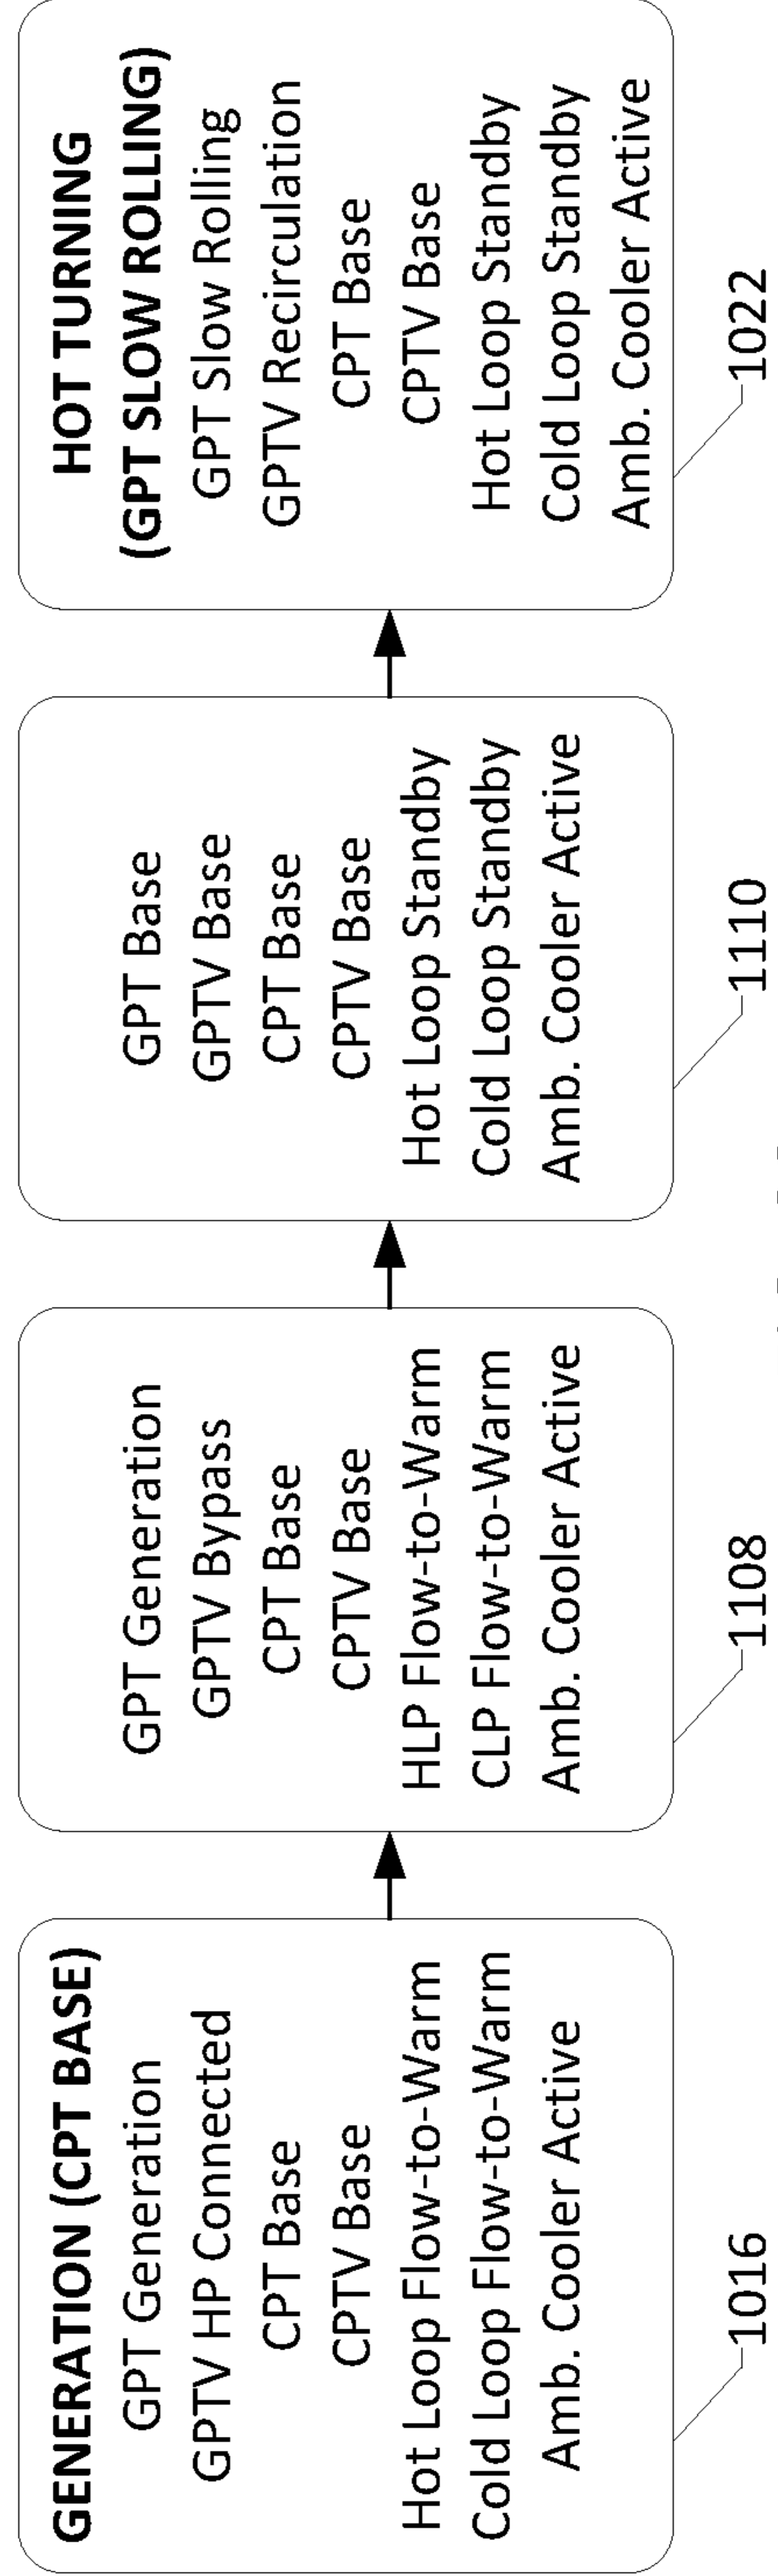 GENERATION (CPT BASE)
GPT Generation
GPTV HP Connected
CPT Base
CPTV Base
Hot Loop Flow-to-Warm
Cold Loop Flow-to-Warm
Amb. Cooler Active
1016
GPT Generation
GPTV Bypass
CPT Base
CPTV Base
HLP Flow-to-Warm
CLP Flow-to-Warm
Amb. Cooler Active
1108
GPT Base
GPTV Base
CPT Base
CPTV Base
Hot Loop Standby
Cold Loop Standby
Amb. Cooler Active
1110
HOT TURNING
(GPT SLOW ROLLING)
GPT Slow Rolling
GPTV Recirculation
CPT Base
CPTV Base
Hot Loop Standby
Cold Loop Standby
Amb. Cooler Active
1022